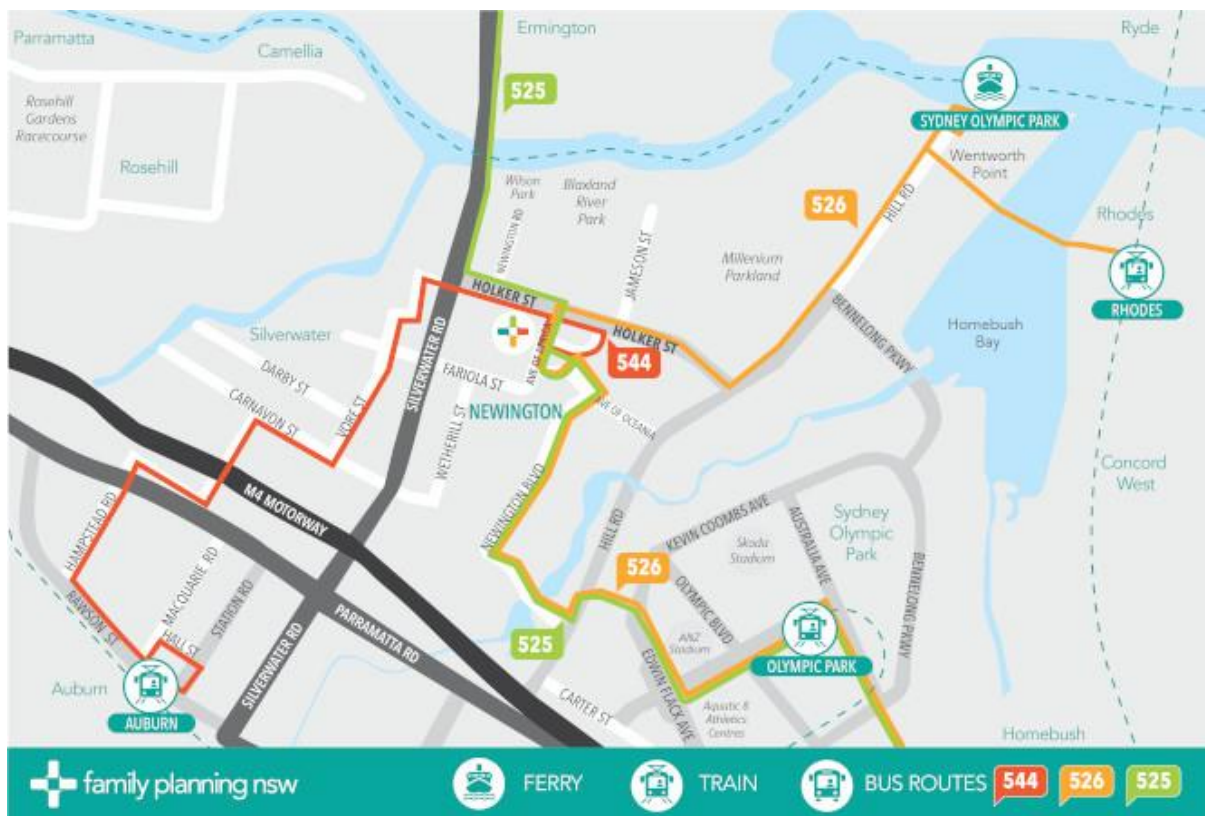 Parramatta
Camellia
Ermington
Ryde
525
Rosehill
Gardens
Racecourse
Rosehill
SYDNEY OLYMPIC PARK
Wentworth
Point
Wilson
Park
Blaxland
River
Park
526
HILL RD
Rhodes
NEWINGTON RD
JAMESON ST
Millenium
Parkland
HOLKER ST
RHODES
BENNELONG PKWY
Homebush
Bay
Silverwater
SILVERWATER RD
HOLKER ST
544
DARBY ST
FARIOLA ST
NEWINGTON
AVE OF OCEANIA
CARNAVON ST
VORE ST
WETHERILL ST
M4 MOTORWAY
NEWINGTON BLVD
HILL RD
KEVIN COOMBS AVE
AUSTRALIA AVE
Sydney
Olympic
Park
Concord
West
HAMPSTEAD RD
Skoda
Stadium
BENNELONG PKWY
526
MACQUARIE RD
STATION RD
OLYMPIC BLVD
RAWSON ST
HALL ST
PARRAMATTA RD
525
ANZ
Stadium
OLYMPIC PARK
SILVERWATER RD
EDWIN FLACK AVE
Auburn
AUBURN
CARTER ST
Aquatic &
Athletics
Centres
Homebush
family planning nsw
FERRY
TRAIN
BUS ROUTES 544 526 525